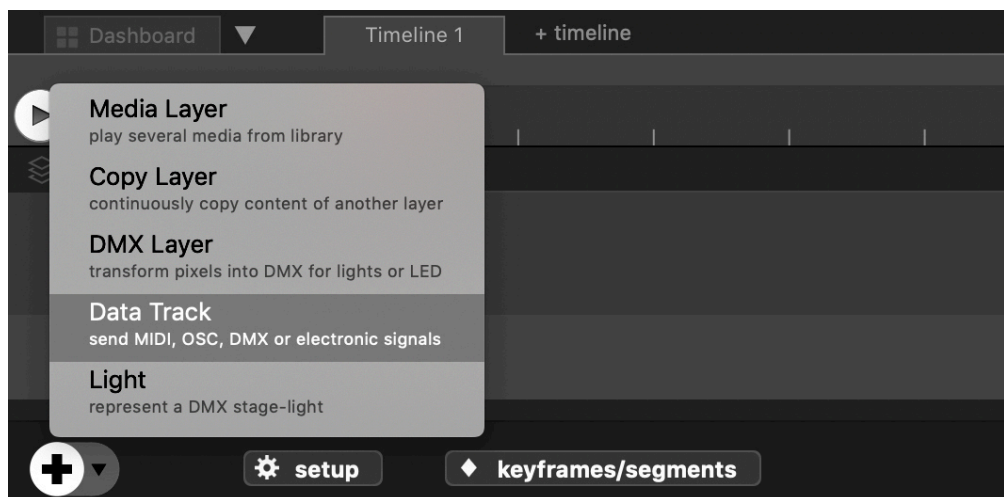 Dashboard
Timeline 1
+ timeline
Media Layer
play several media from library
Copy Layer
continuously copy content of another layer
DMX Layer
transform pixels into DMX for lights or LED
Data Track
send MIDI, OSC, DMX or electronic signals
Light
represent a DMX stage-light
setup
keyframes/segments